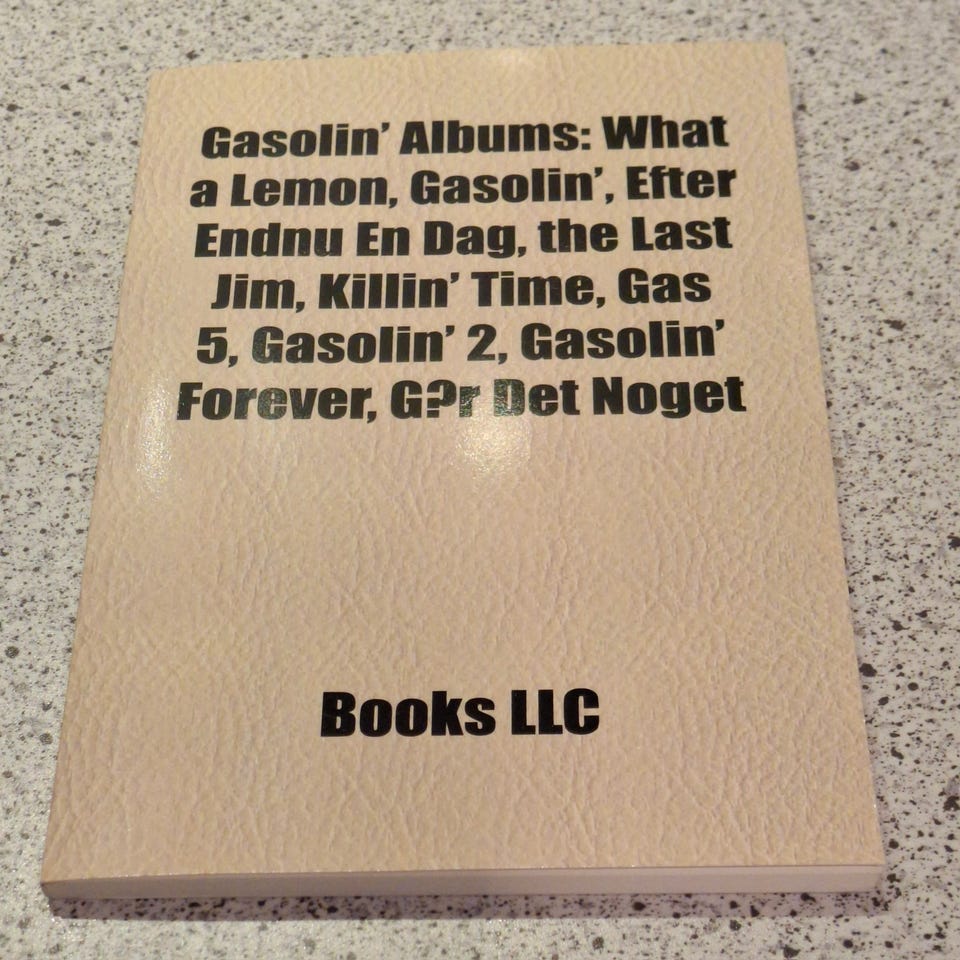 Gasolin’ Albums: What
a Lemon, Gasolin’, Efter
Endnu En Dag, the Last
Jim, Killin’ Time, Gas
5, Gasolin’ 2, Gasolin’
Forever, G?r Det Noget
Books LLC